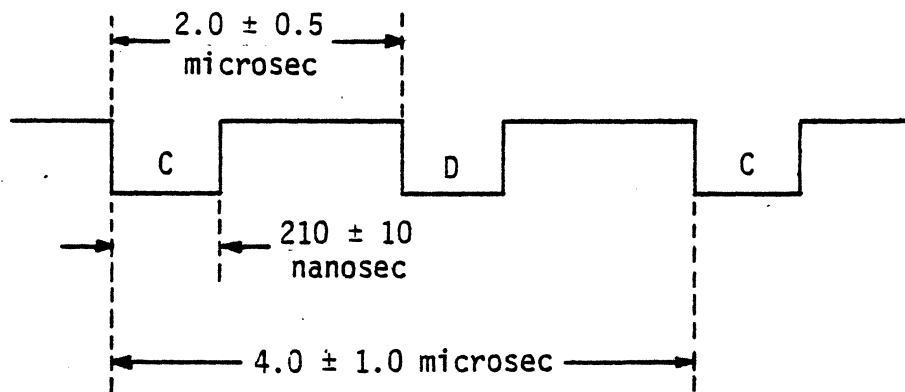 2.0 ± 0.5
microsec
C
D
C
210 ± 10
nanosec
4.0 ± 1.0 microsec